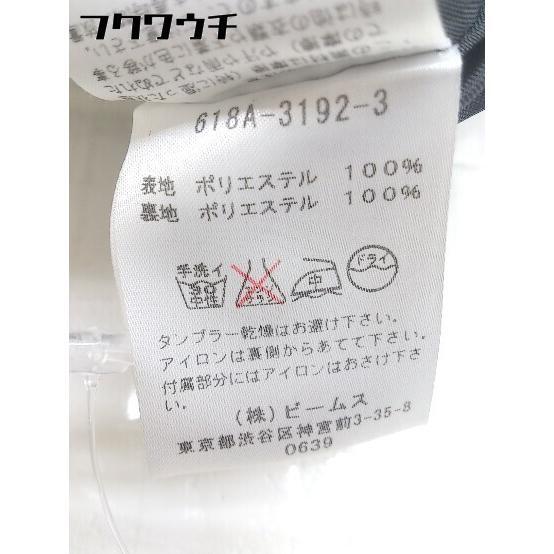 フクワウチ
618A-3192-3
表地 ポリエステル 100%
裏地 ポリエステル 100%
手洗イ ドライ
中性 中
タンブラー乾燥はお避け下さい。
アイロンは裏側からあてて下さい。
付属部分にはアイロンはおさけ下さ
い。
(株)ビームス
東京都渋谷区神宮前3-35-8
0639